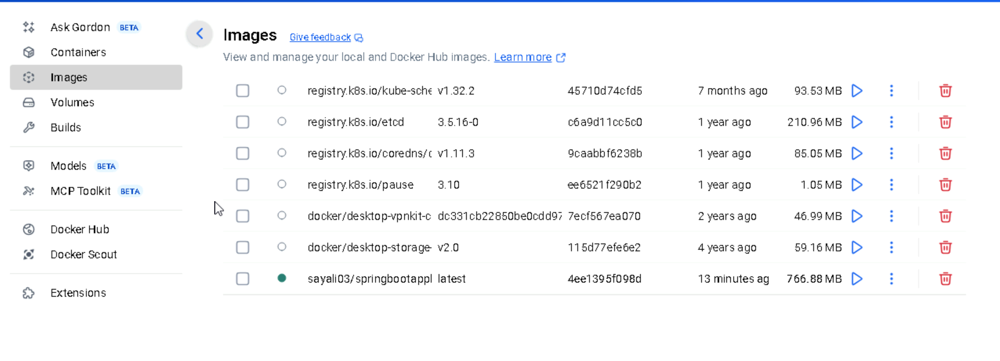 Ask Gordon BETA
Containers
Images
Volumes
Builds
Models BETA
MCP Toolkit BETA
Docker Hub
Docker Scout
Extensions
Images Give feedback
View and manage your local and Docker Hub images. Learn more
registry.k8s.io/kube-sche v1.32.2 45710d74cfd5 7 months ago 93.53 MB
registry.k8s.io/etcd 3.5.16-0 c6a9d11cc5c0 1 year ago 210.96 MB
registry.k8s.io/coredns/c v1.11.3 9caabbf6238b 1 year ago 85.05 MB
registry.k8s.io/pause 3.10 ee6521f290b2 1 year ago 1.05 MB
docker/desktop-vpnkit-c dc331cb22850be0cdd97 7ecf567ea070 2 years ago 46.99 MB
docker/desktop-storage- v2.0 115d77efe6e2 4 years ago 59.16 MB
sayali03/springbootappl latest 4ee1395f098d 13 minutes ag 766.88 MB